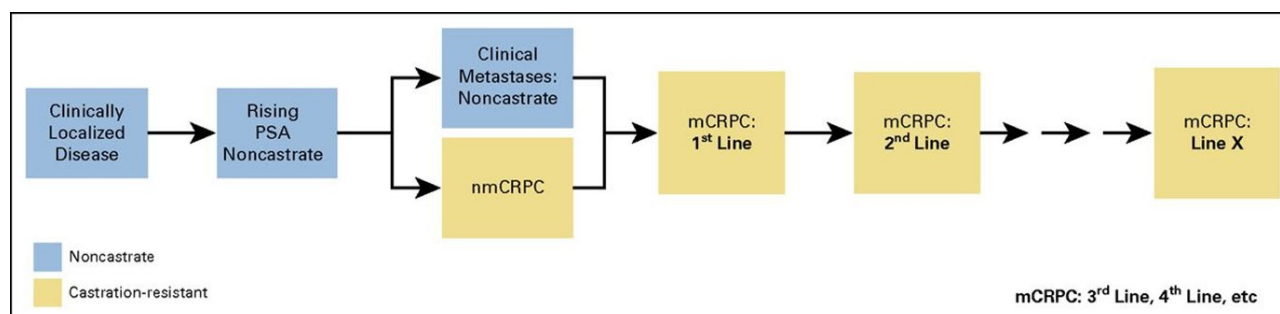 Clinically
Localized
Disease
Rising
PSA
Noncastrate
Clinical
Metastases:
Noncastrate
nmCRPC
mCRPC:
1st Line
mCRPC:
2nd Line
mCRPC:
Line X
Noncastrate
Castration-resistant
mCRPC: 3rd Line, 4th Line, etc